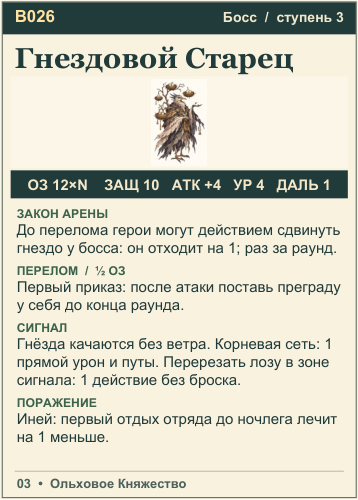 B026
Босс / ступень 3
Гнездовой Старец
ОЗ 12×N ЗАЩ 10 АТК +4 УР 4 ДАЛЬ 1
ЗАКОН АРЕНЫ
До перелома герои могут действием сдвинуть
гнездо у босса: он отходит на 1; раз за раунд.
ПЕРЕЛОМ / ½ ОЗ
Первый приказ: после атаки поставь преграду
у себя до конца раунда.
СИГНАЛ
Гнёзда качаются без ветра. Корневая сеть: 1
прямой урон и путы. Перерезать лозу в зоне
сигнала: 1 действие без броска.
ПОРАЖЕНИЕ
Иней: первый отдых отряда до ночлега лечит
на 1 меньше.
03 • Ольховое Княжество